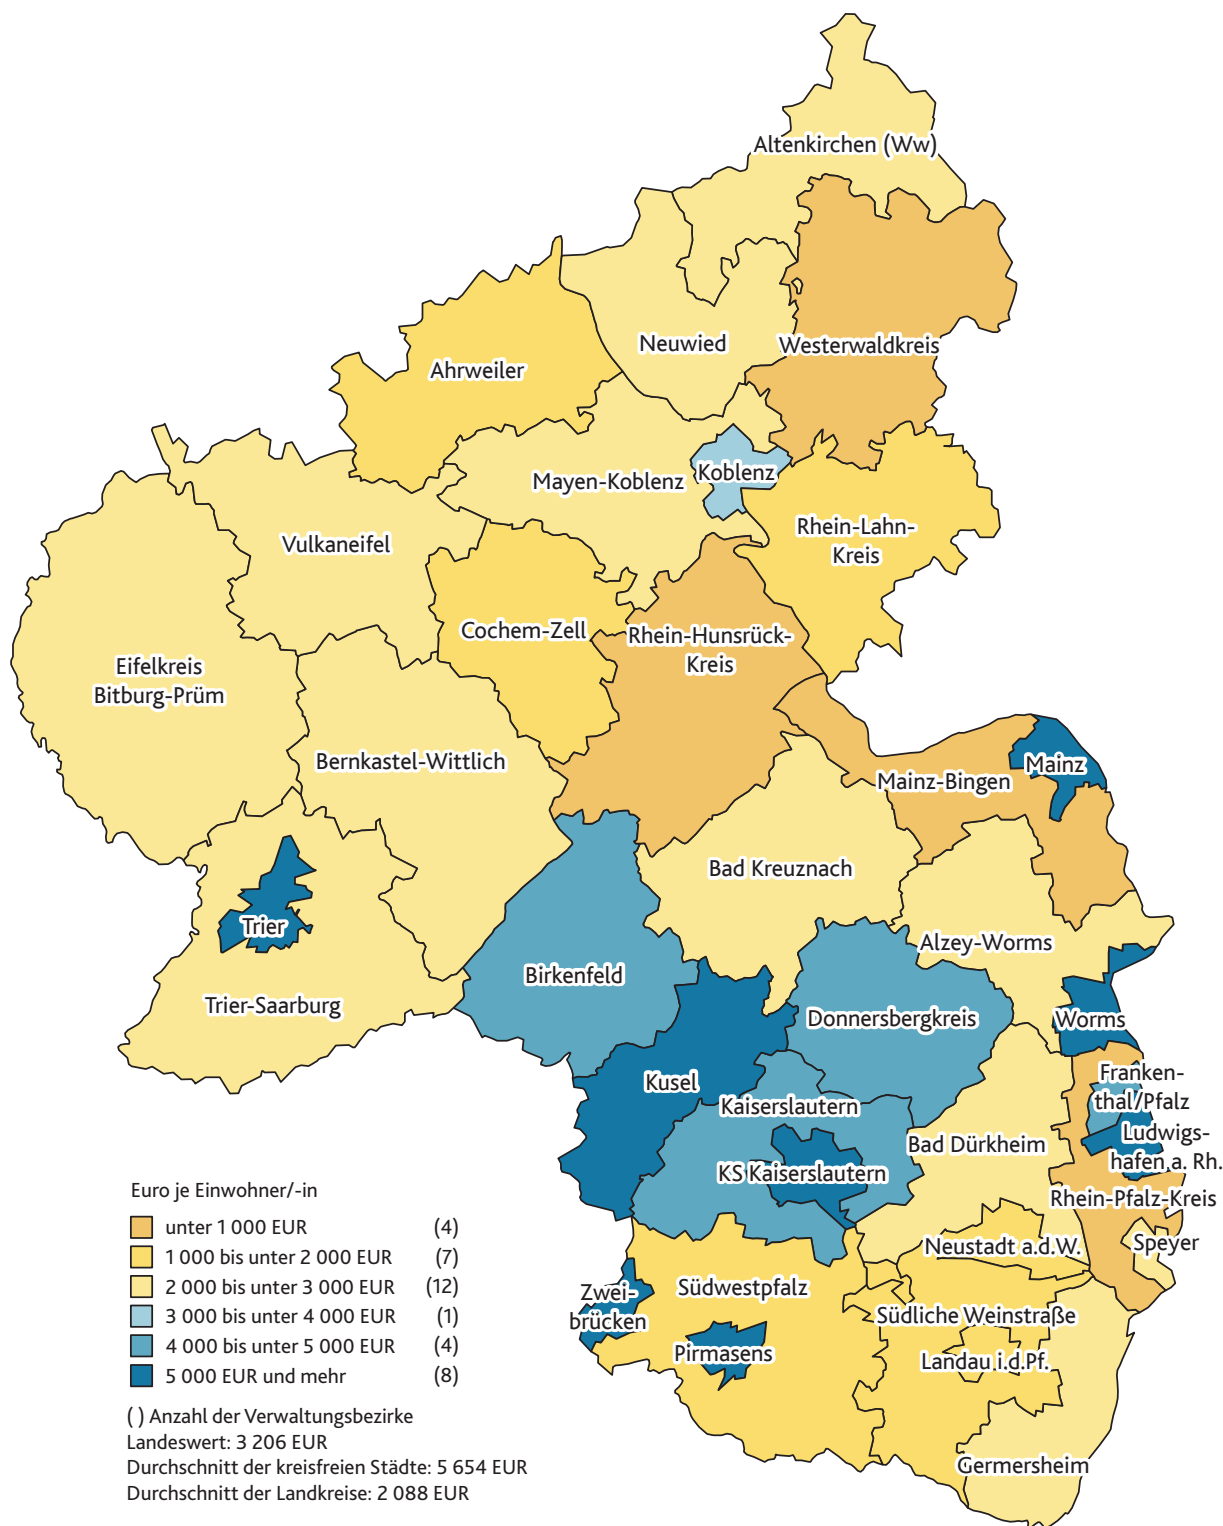 Altenkirchen (Ww)
Neuwied
Westerwaldkreis
Ahrweiler
Mayen-Koblenz
Koblenz
Rhein-Lahn-
Kreis
Vulkaneifel
Cochem-Zell
Rhein-Hunsrück-
Kreis
Eifelkreis
Bitburg-Prüm
Bernkastel-Wittlich
Mainz-Bingen
Mainz
Bad Kreuznach
Trier
Alzey-Worms
Birkenfeld
Trier-Saarburg
Donnersbergkreis
Worms
Kusel
Franken-
thal/Pfalz
Kaiserslautern
Ludwigs-
hafen a. Rh.
Bad Dürkheim
KS Kaiserslautern
Rhein-Pfalz-Kreis
Neustadt a.d.W.
Speyer
Südwestpfalz
Zwei-
brücken
Südliche Weinstraße
Pirmasens
Landau i.d.Pf.
Germersheim
Euro je Einwohner/-in
unter 1 000 EUR (4)
1 000 bis unter 2 000 EUR (7)
2 000 bis unter 3 000 EUR (12)
3 000 bis unter 4 000 EUR (1)
4 000 bis unter 5 000 EUR (4)
5 000 EUR und mehr (8)
( ) Anzahl der Verwaltungsbezirke
Landeswert: 3 206 EUR
Durchschnitt der kreisfreien Städte: 5 654 EUR
Durchschnitt der Landkreise: 2 088 EUR